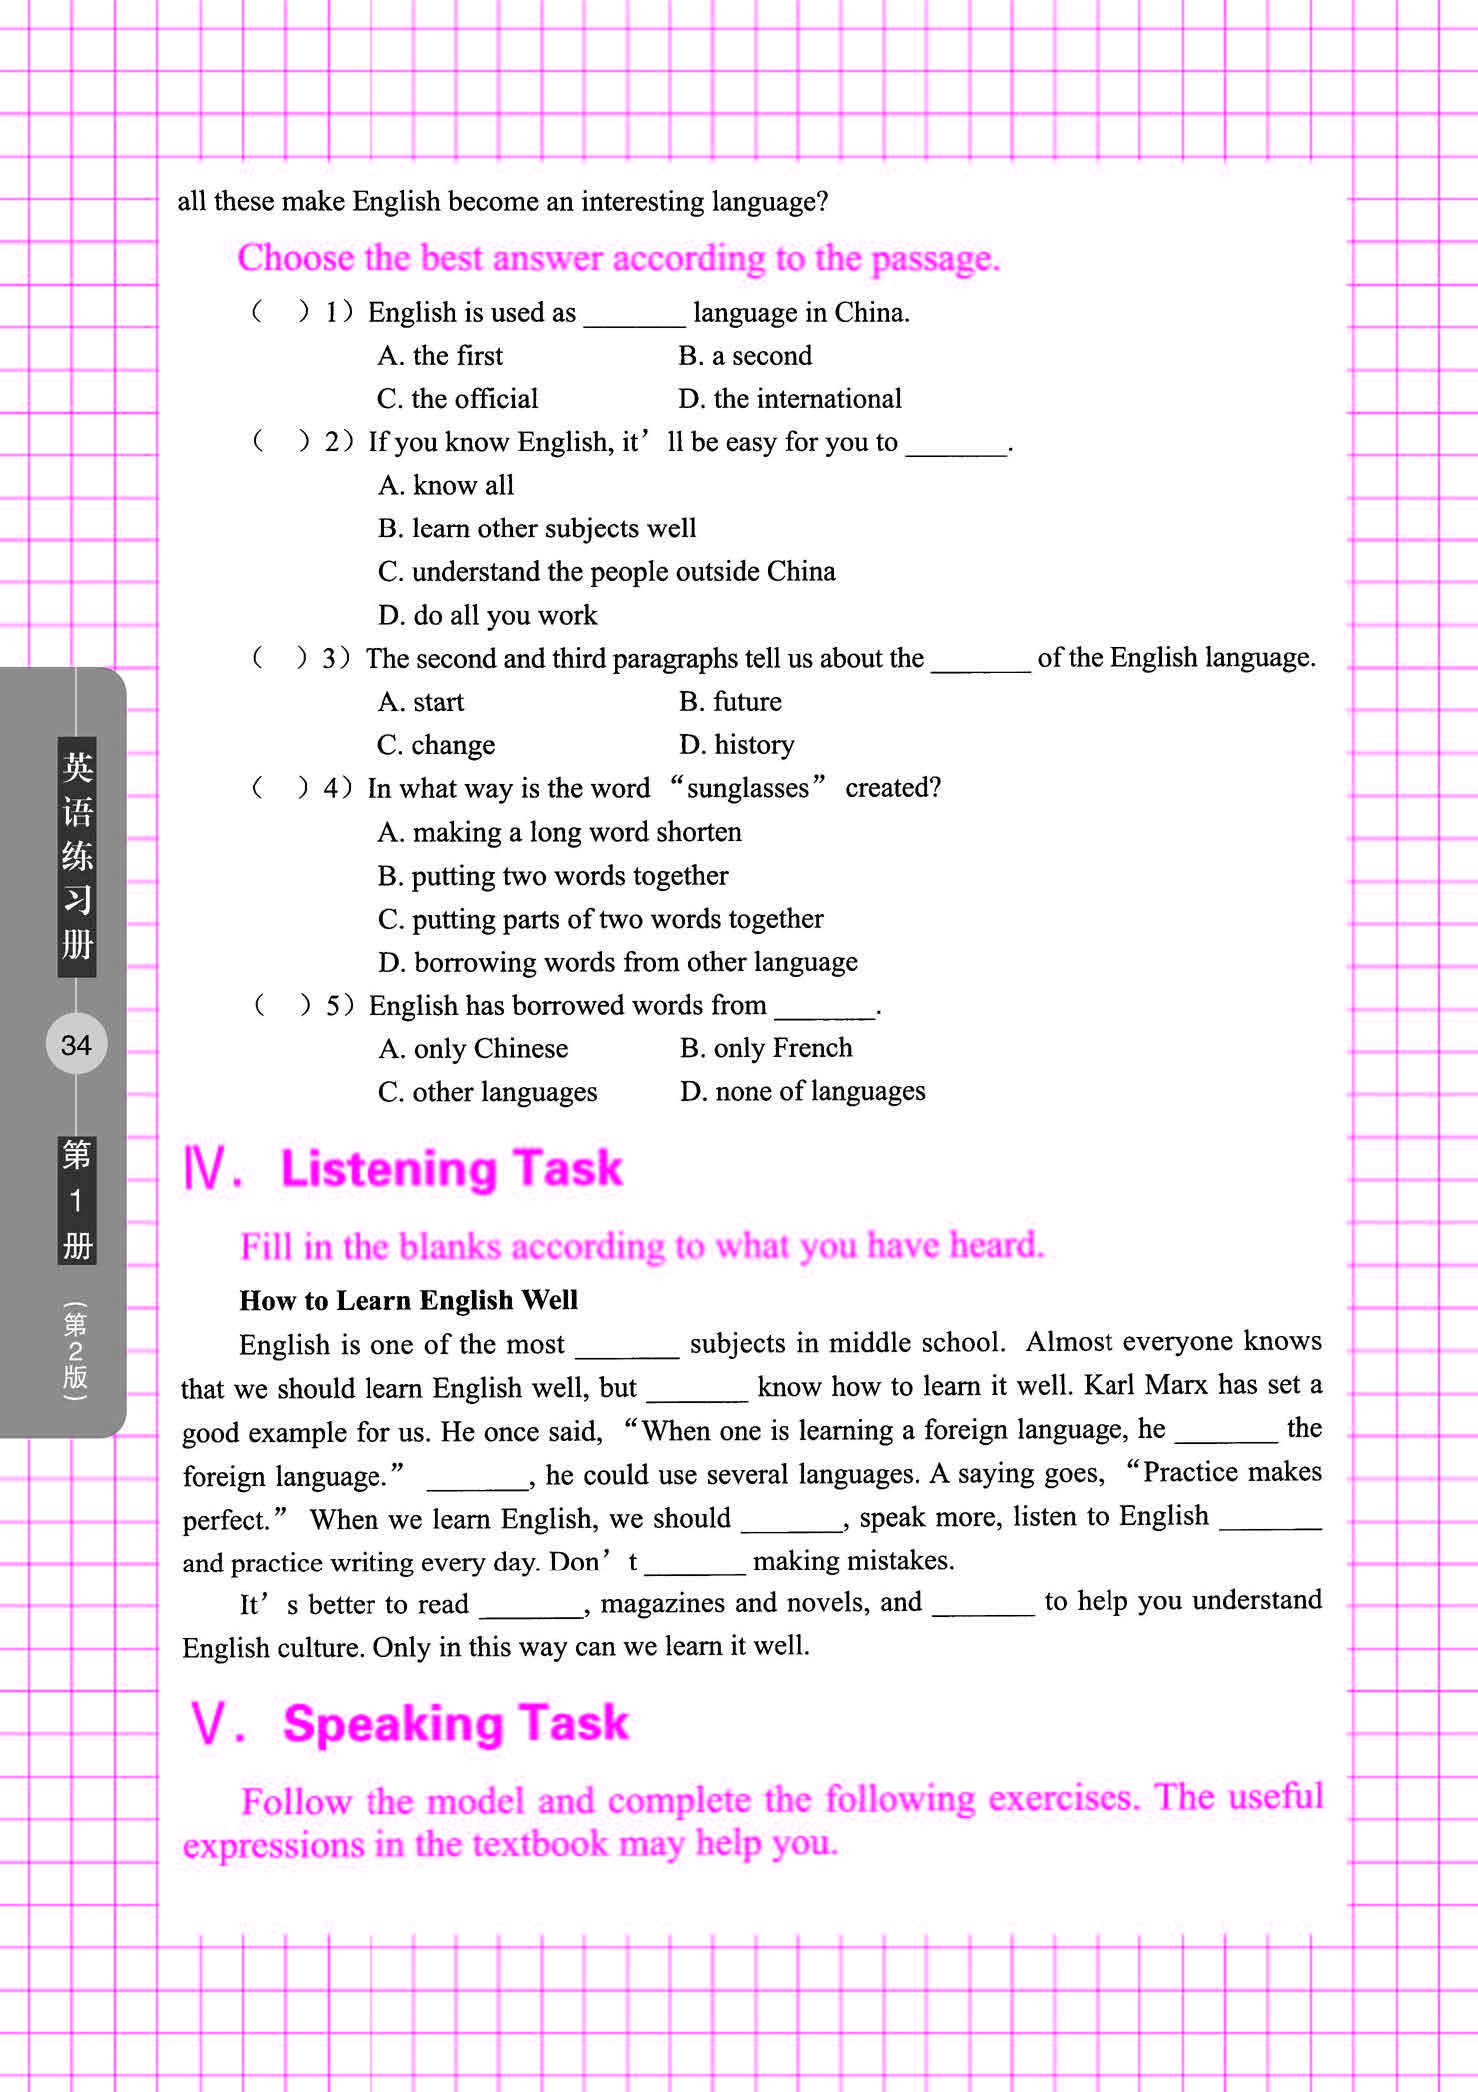 all these make English become an interesting language?
Choose the best answer according to the passage.
（　）1）English is used as _______ language in China.
A. the first　B. a second
C. the official　D. the international
（　）2）If you know English, it’ll be easy for you to _______.
A. know all
B. learn other subjects well
C. understand the people outside China
D. do all you work
（　）3）The second and third paragraphs tell us about the _______ of the English language.
A. start　B. future
C. change　D. history
（　）4）In what way is the word “sunglasses” created?
A. making a long word shorten
B. putting two words together
C. putting parts of two words together
D. borrowing words from other language
（　）5）English has borrowed words from _______.
A. only Chinese　B. only French
C. other languages　D. none of languages
Ⅳ. Listening Task
Fill in the blanks according to what you have heard.
How to Learn English Well
English is one of the most _______ subjects in middle school. Almost everyone knows
that we should learn English well, but _______ know how to learn it well. Karl Marx has set a
good example for us. He once said, “When one is learning a foreign language, he _______ the
foreign language.” _______, he could use several languages. A saying goes, “Practice makes
perfect.” When we learn English, we should _______, speak more, listen to English _______
and practice writing every day. Don’t _______ making mistakes.
It’s better to read _______, magazines and novels, and _______ to help you understand
English culture. Only in this way can we learn it well.
Ⅴ. Speaking Task
Follow the model and complete the following exercises. The useful
expressions in the textbook may help you.
英语练习册
34
第1册
(第2版)